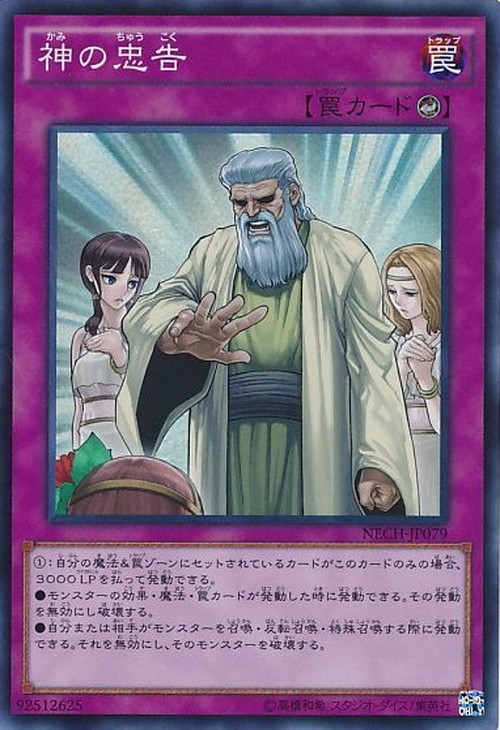 神の忠告
罠
【罠カード】
NECH-JP079
①：自分の魔法＆罠ゾーンにセットされているカードがこのカードのみの場合、
3000LPを払って発動できる。
●モンスターの効果・魔法・罠カードが発動した時に発動できる。その発動
を無効にし破壊する。
●自分または相手がモンスターを召喚・反転召喚・特殊召喚する際に発動
できる。それを無効にし、そのモンスターを破壊する。
92512625
©高橋和希 スタジオ・ダイス/集英社